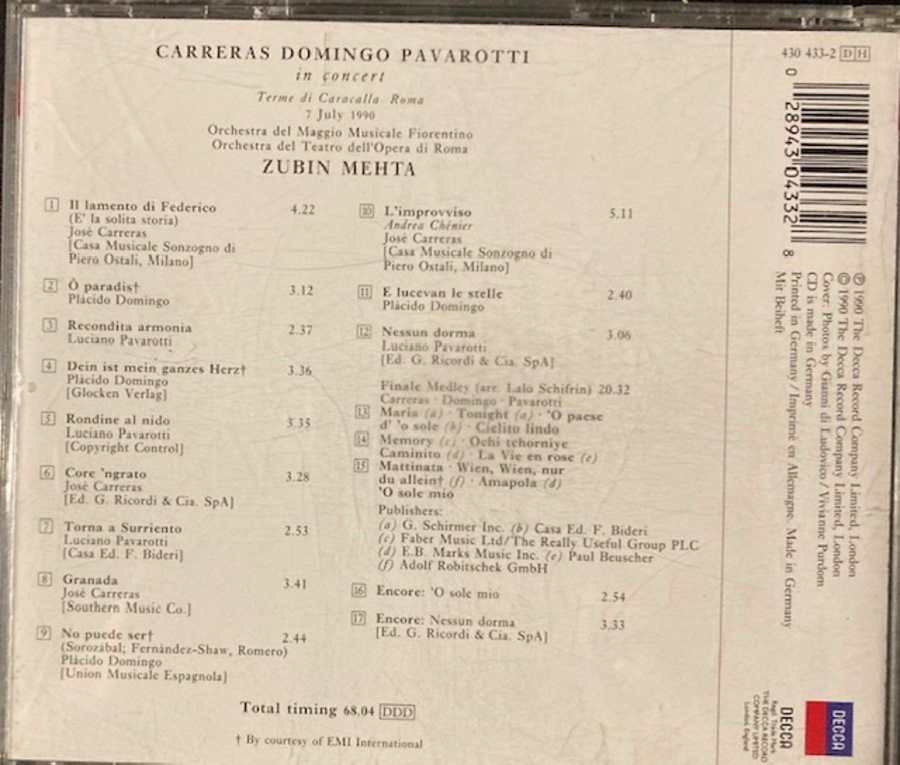 CARRERAS DOMINGO PAVAROTTI
in concert
Terme di Caracalla Roma
7 July 1990
Orchestra del Maggio Musicale Fiorentino
Orchestra del Teatro dell'Opera di Roma
ZUBIN MEHTA
1 Il lamento di Federico 4.22
(E' la solita storia)
José Carreras
[Casa Musicale Sonzogno di
Piero Ostali, Milano]
2 Ô paradis† 3.12
Plácido Domingo
3 Recondita armonia 2.37
Luciano Pavarotti
4 Dein ist mein ganzes Herz† 3.36
Plácido Domingo
[Glocken Verlag]
5 Rondine al nido 3.35
Luciano Pavarotti
[Copyright Control]
6 Core 'ngrato 3.28
José Carreras
[Ed. G. Ricordi & Cia. SpA]
7 Torna a Surriento 2.53
Luciano Pavarotti
[Casa Ed. F. Bideri]
8 Granada 3.41
José Carreras
[Southern Music Co.]
9 No puede ser† 2.44
(Sorozábal; Fernández-Shaw, Romero)
Plácido Domingo
[Union Musicale Espagnola]
10 L'improvviso 5.11
Andrea Chénier
José Carreras
[Casa Musicale Sonzogno di
Piero Ostali, Milano]
11 E lucevan le stelle 2.40
Plácido Domingo
12 Nessun dorma 3.06
Luciano Pavarotti
[Ed. G. Ricordi & Cia. SpA]
Finale Medley (arr. Lalo Schifrin) 20.32
Carreras · Domingo · Pavarotti
13 Maria (a) · Tonight (a) · 'O paese
d' 'o sole (b) · Cielito lindo
14 Memory (c) · Ochi tchorniye
Caminito (d) · La Vie en rose (e)
15 Mattinata · Wien, Wien, nur
du allein† (f) · Amapola (d)
'O sole mio
Publishers:
(a) G. Schirmer Inc. (b) Casa Ed. F. Bideri
(c) Faber Music Ltd/The Really Useful Group PLC
(d) E.B. Marks Music Inc. (e) Paul Beuscher
(f) Adolf Robitschek GmbH
16 Encore: 'O sole mio 2.54
17 Encore: Nessun dorma 3.33
[Ed. G. Ricordi & Cia. SpA]
Total timing 68.04 DDD
† By courtesy of EMI International
430 433-2 DH
0 28943 04332 8
℗ 1990 The Decca Record Company Limited, London
© 1990 The Decca Record Company Limited, London
Cover: Photos by Gianni di Ludovico / Vivianne Purdom
CD is made in Germany
Printed in Germany / Imprimé en Allemagne. Made in Germany
Mit Beiheft
DECCA
DECCA
Regd. Trade Mark
THE DECCA RECORD
COMPANY LIMITED
London, England